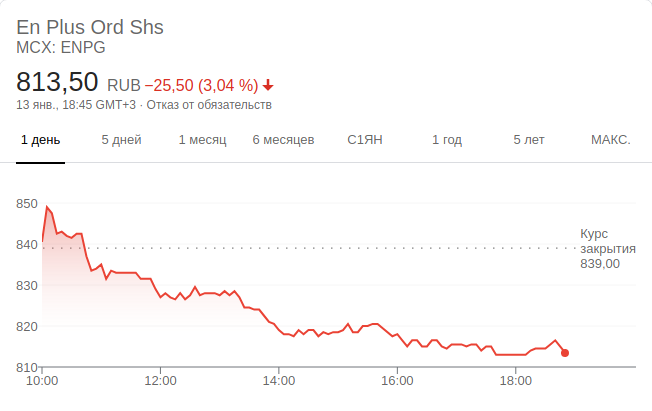 En Plus Ord Shs
MCX: ENPG
813,50 RUB −25,50 (3,04 %)
13 янв., 18:45 GMT+3 · Отказ от обязательств
1 день 5 дней 1 месяц 6 месяцев С1ЯН 1 год 5 лет МАКС.
850
840
830
820
810
Курс
закрытия
839,00
10:00 12:00 14:00 16:00 18:00